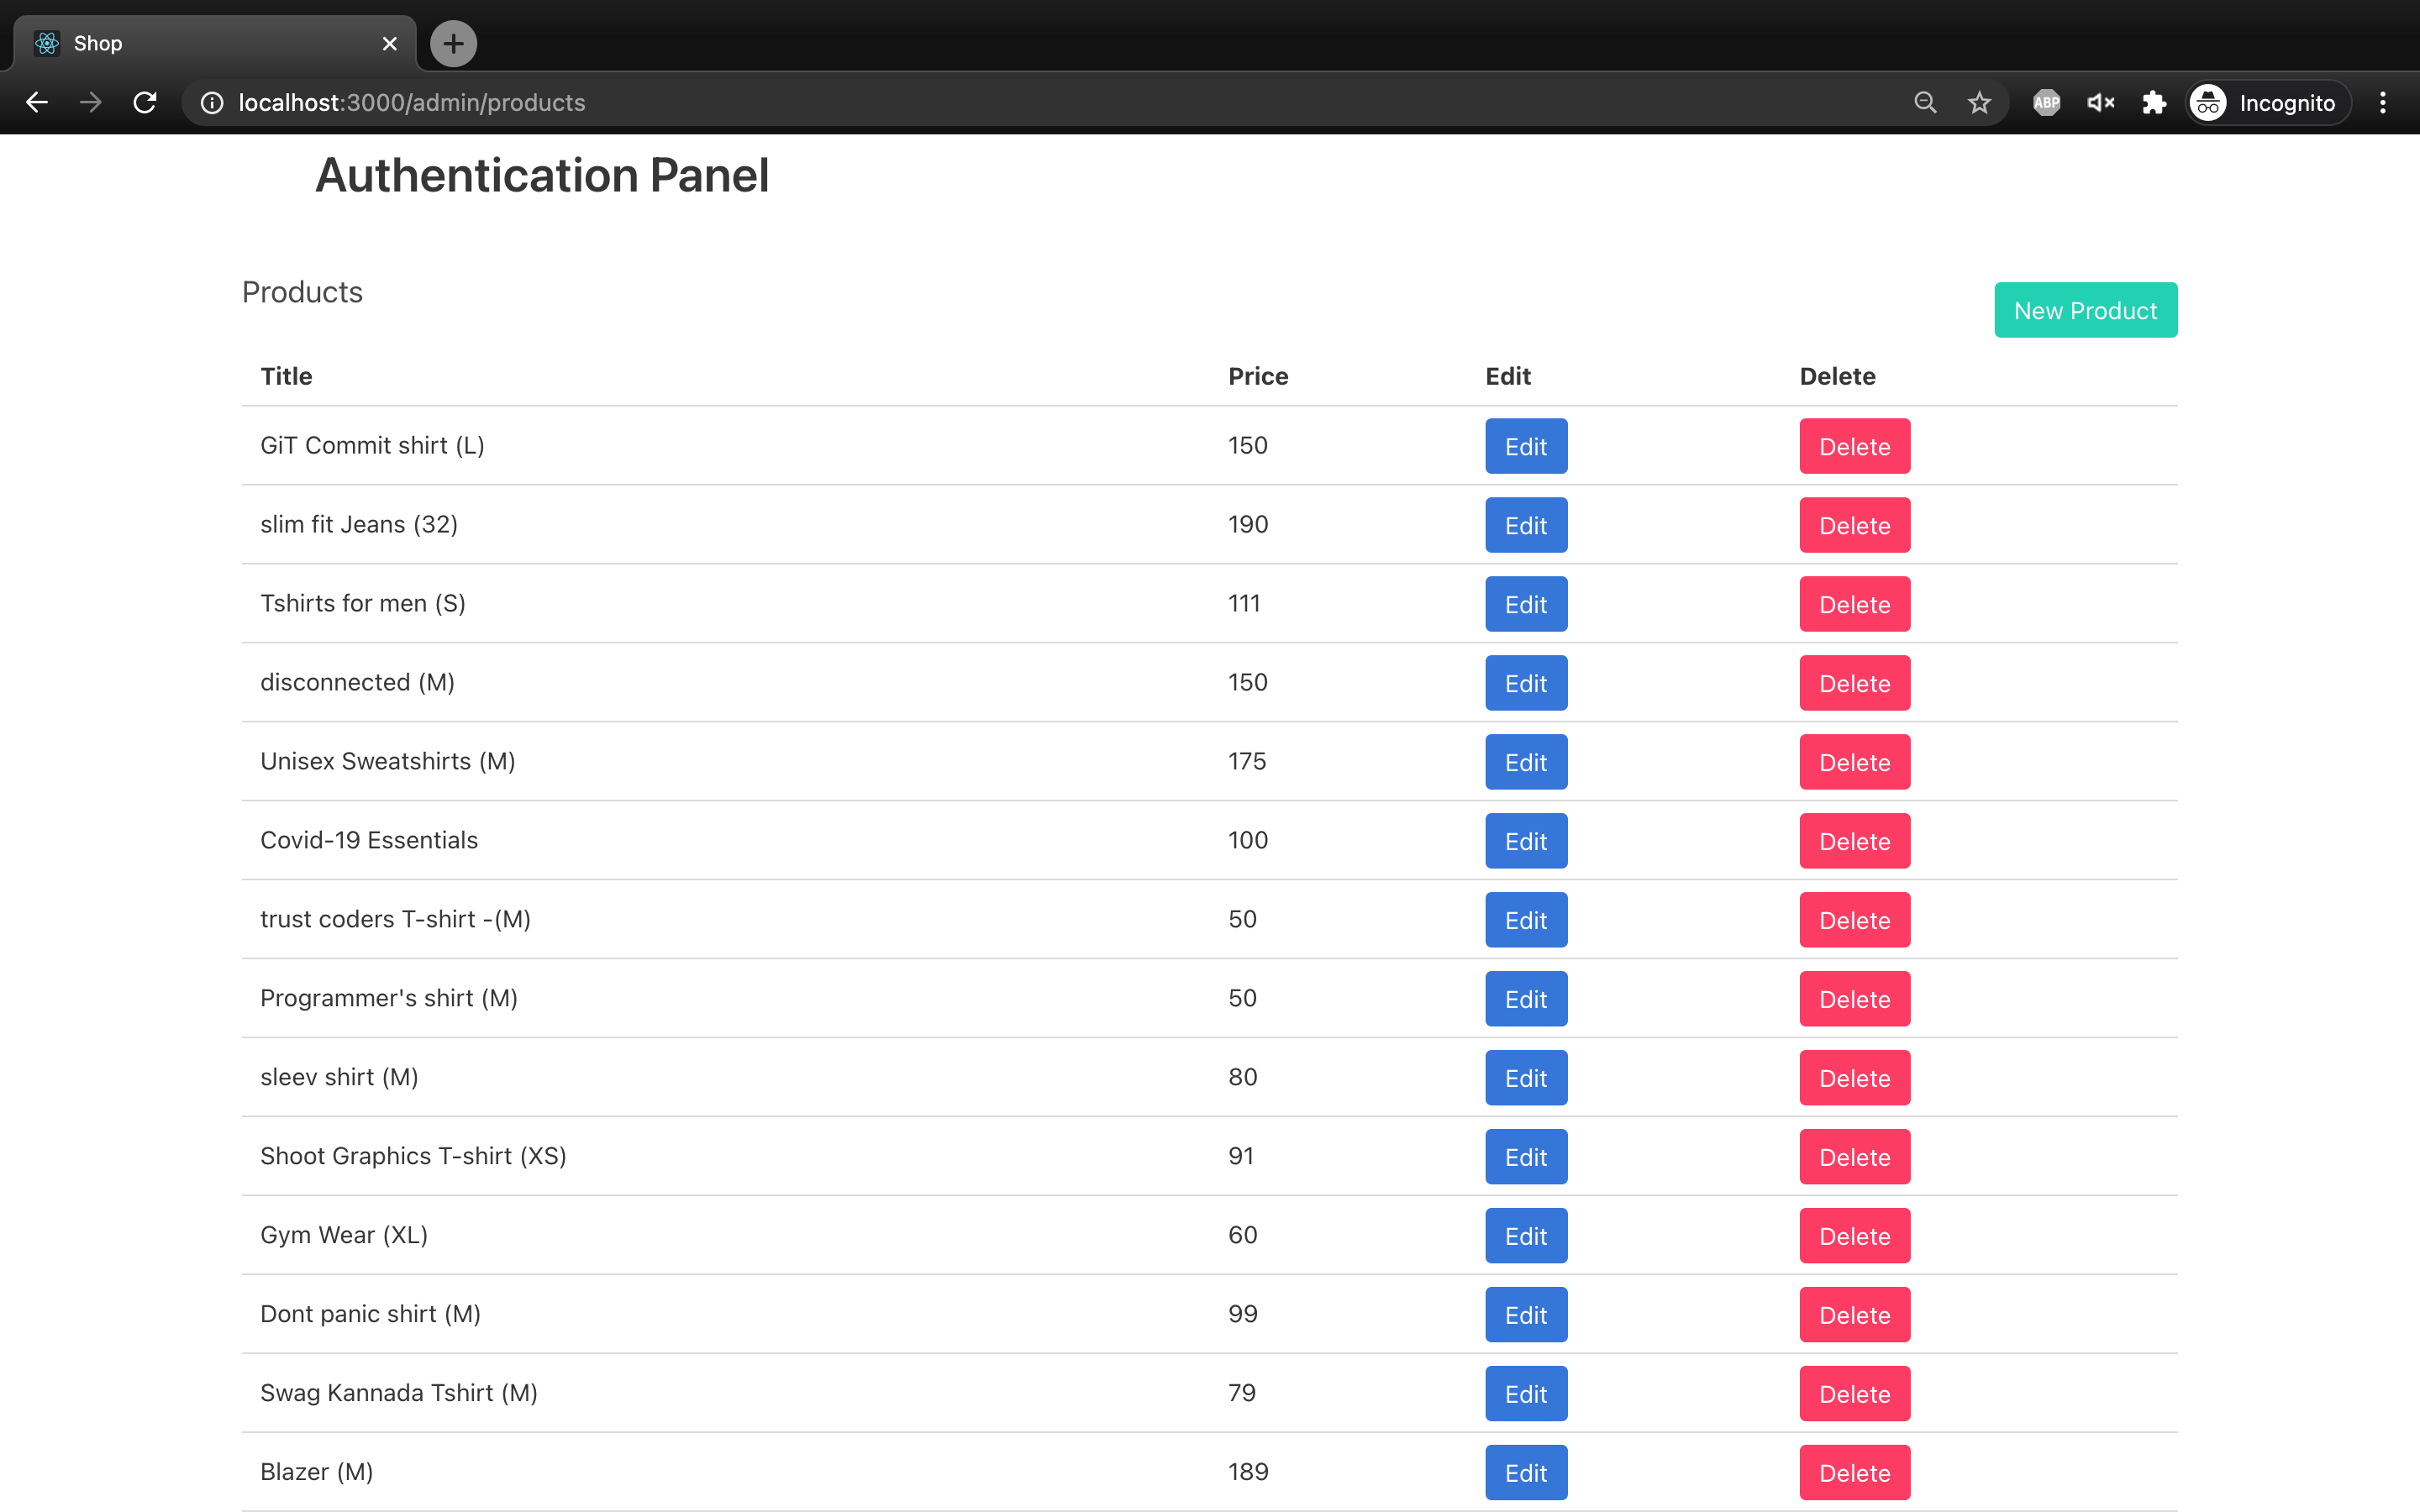 Shop
localhost:3000/admin/products
ABP
Incognito
Authentication Panel
Products
New Product
Title Price Edit Delete
GiT Commit shirt (L) 150 Edit Delete
slim fit Jeans (32) 190 Edit Delete
Tshirts for men (S) 111 Edit Delete
disconnected (M) 150 Edit Delete
Unisex Sweatshirts (M) 175 Edit Delete
Covid-19 Essentials 100 Edit Delete
trust coders T-shirt -(M) 50 Edit Delete
Programmer's shirt (M) 50 Edit Delete
sleev shirt (M) 80 Edit Delete
Shoot Graphics T-shirt (XS) 91 Edit Delete
Gym Wear (XL) 60 Edit Delete
Dont panic shirt (M) 99 Edit Delete
Swag Kannada Tshirt (M) 79 Edit Delete
Blazer (M) 189 Edit Delete